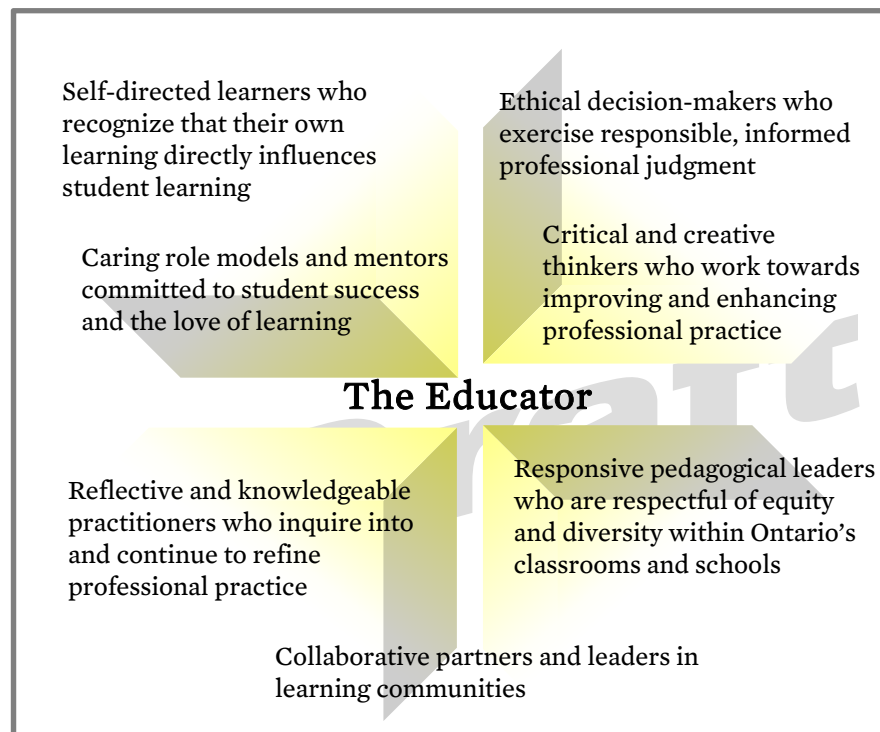 Self-directed learners who
recognize that their own
learning directly influences
student learning
Ethical decision-makers who
exercise responsible, informed
professional judgment
Caring role models and mentors
committed to student success
and the love of learning
Critical and creative
thinkers who work towards
improving and enhancing
professional practice
The Educator
Draft
Reflective and knowledgeable
practitioners who inquire into
and continue to refine
professional practice
Responsive pedagogical leaders
who are respectful of equity
and diversity within Ontario’s
classrooms and schools
Collaborative partners and leaders in
learning communities